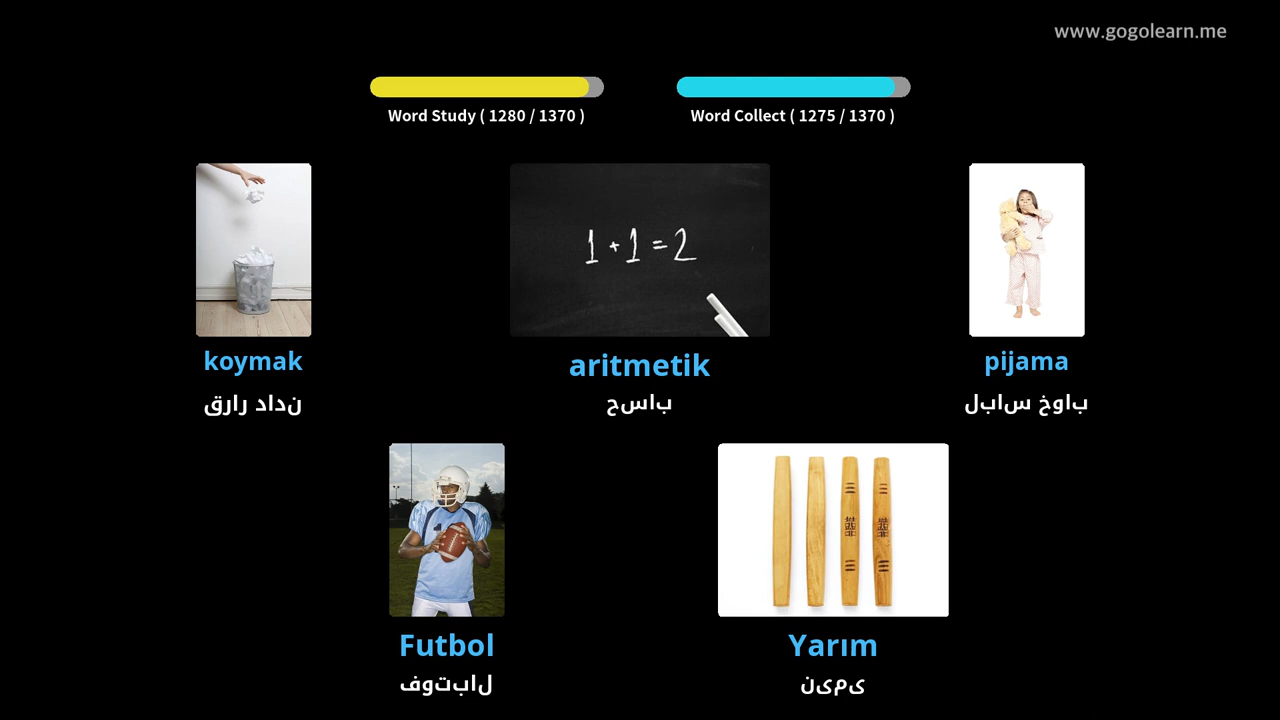 www.gogolearn.me
Word Study ( 1280 / 1370 )
Word Collect ( 1275 / 1370 )
koymak
aritmetik
pijama
قرار دادن
حساب
لباس خواب
Futbol
Yarım
فوتبال
نیمی